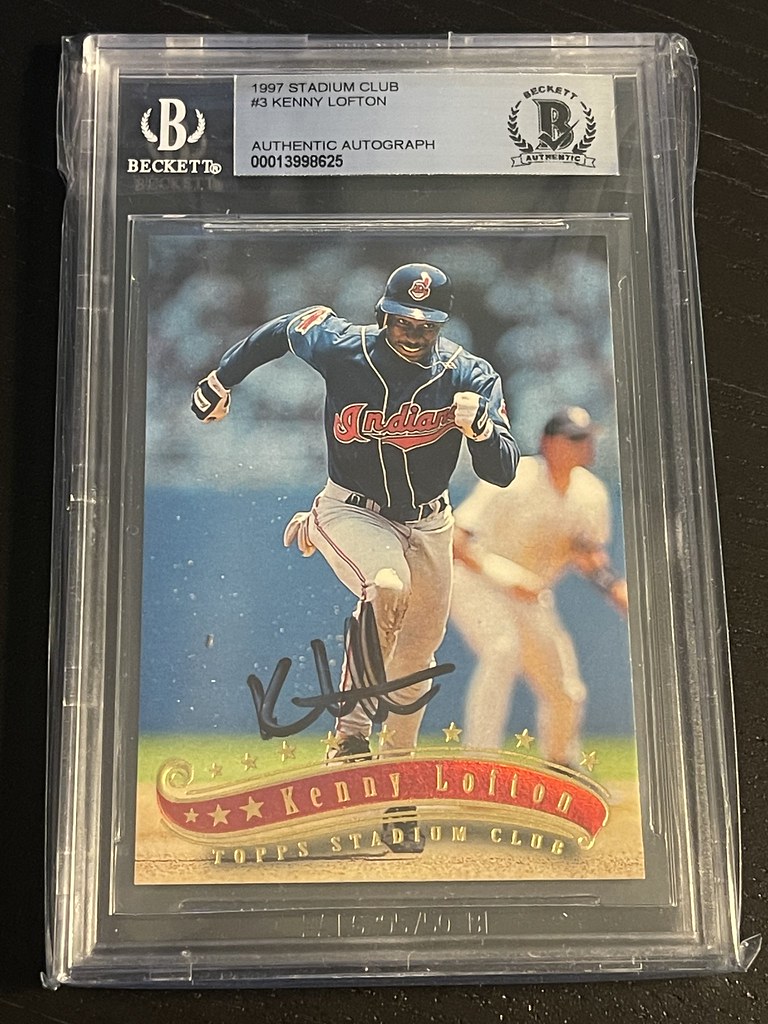 1997 STADIUM CLUB
#3 KENNY LOFTON
AUTHENTIC AUTOGRAPH
00013998625
B
BECKETT®
BECKETT
B
AUTHENTIC
Indians
Kenny Lofton
TOPPS STADIUM CLUB